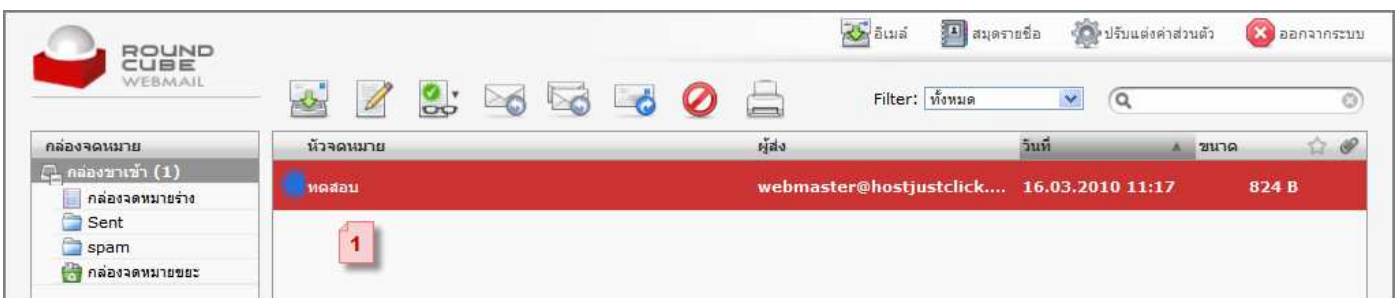 ROUND
CUBE
WEBMAIL
อีเมล์ สมุดรายชื่อ ปรับแต่งค่าส่วนตัว ออกจากระบบ
Filter: ทั้งหมด
กล่องจดหมาย
กล่องขาเข้า (1)
กล่องจดหมายร่าง
Sent
spam
กล่องจดหมายขยะ
หัวจดหมาย ผู้ส่ง วันที่ ขนาด
ทดสอบ webmaster@hostjustclick.... 16.03.2010 11:17 824 B
1